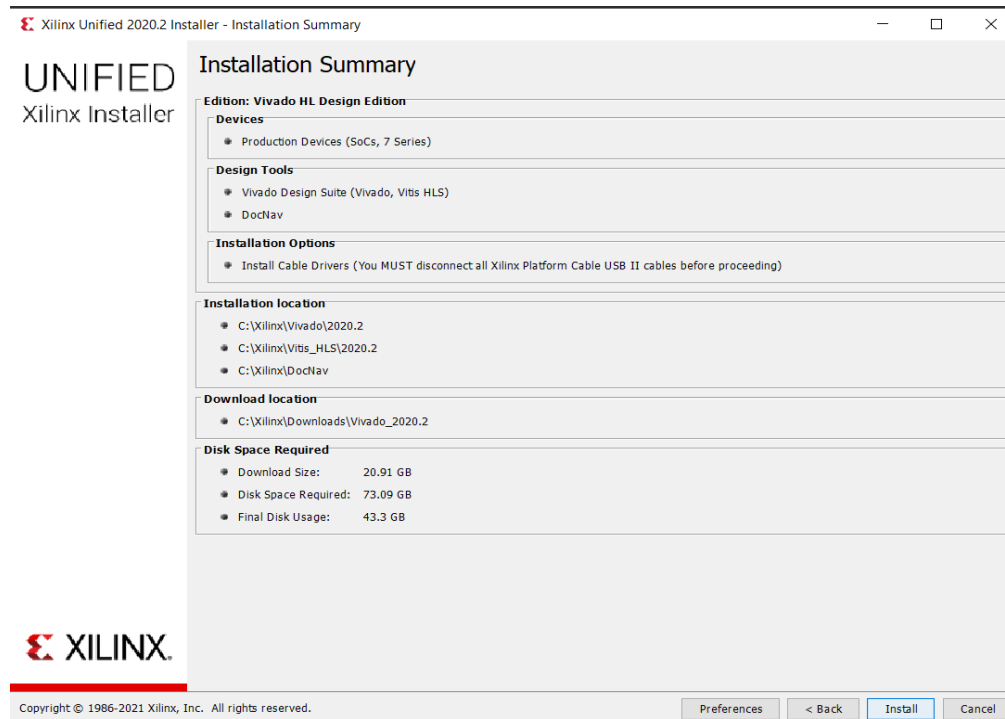 Xilinx Unified 2020.2 Installer - Installation Summary
UNIFIED
Xilinx Installer
Installation Summary
Edition: Vivado HL Design Edition
Devices
Production Devices (SoCs, 7 Series)
Design Tools
Vivado Design Suite (Vivado, Vitis HLS)
DocNav
Installation Options
Install Cable Drivers (You MUST disconnect all Xilinx Platform Cable USB II cables before proceeding)
Installation location
C:\Xilinx\Vivado\2020.2
C:\Xilinx\Vitis_HLS\2020.2
C:\Xilinx\DocNav
Download location
C:\Xilinx\Downloads\Vivado_2020.2
Disk Space Required
Download Size: 20.91 GB
Disk Space Required: 73.09 GB
Final Disk Usage: 43.3 GB
XILINX.
Copyright © 1986-2021 Xilinx, Inc. All rights reserved.
Preferences < Back Install Cancel